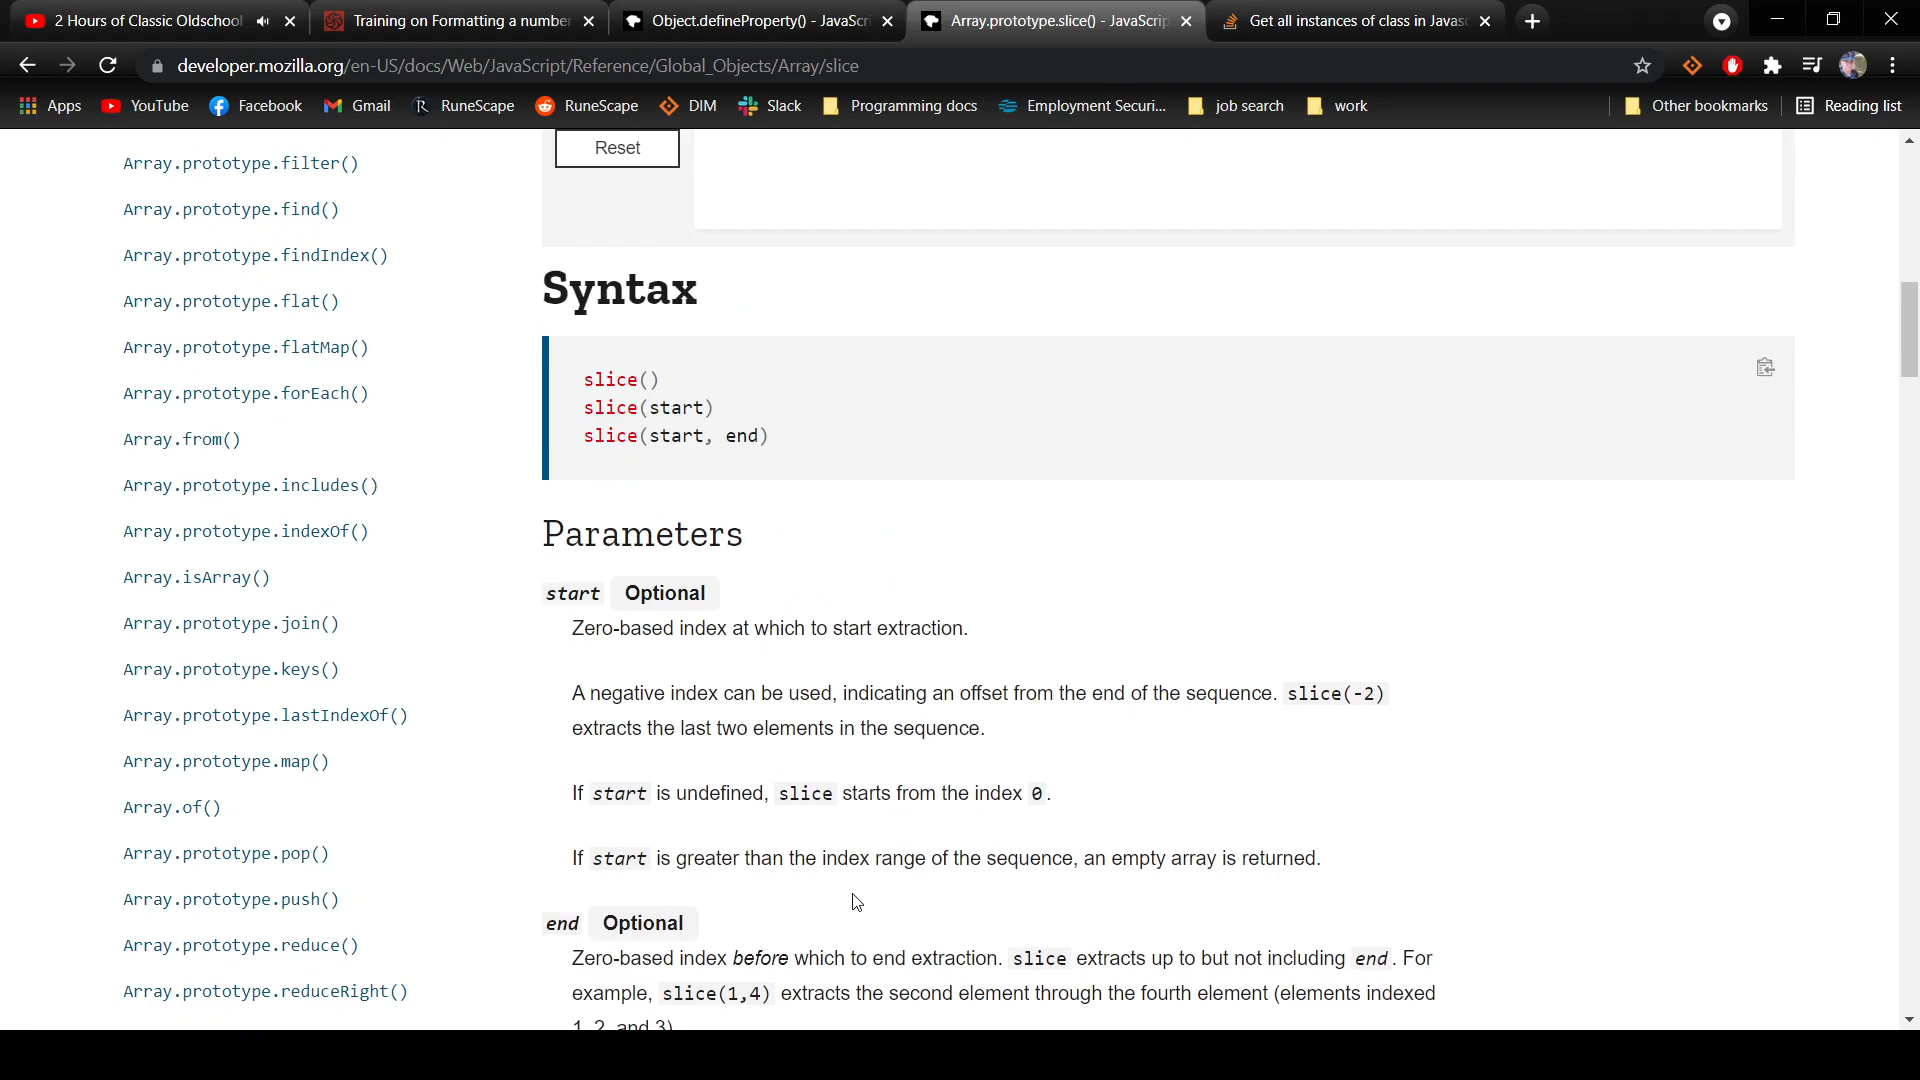 2 Hours of Classic Oldschool
Training on Formatting a number
Object.defineProperty() - JavaScri
Array.prototype.slice() - JavaScrip
Get all instances of class in Javasc
developer.mozilla.org/en-US/docs/Web/JavaScript/Reference/Global_Objects/Array/slice
Apps
YouTube
Facebook
Gmail
RuneScape
RuneScape
DIM
Slack
Programming docs
Employment Securi...
job search
work
Other bookmarks
Reading list
Array.prototype.filter()
Array.prototype.find()
Array.prototype.findIndex()
Array.prototype.flat()
Array.prototype.flatMap()
Array.prototype.forEach()
Array.from()
Array.prototype.includes()
Array.prototype.indexOf()
Array.isArray()
Array.prototype.join()
Array.prototype.keys()
Array.prototype.lastIndexOf()
Array.prototype.map()
Array.of()
Array.prototype.pop()
Array.prototype.push()
Array.prototype.reduce()
Array.prototype.reduceRight()
Reset
Syntax
slice()
slice(start)
slice(start, end)
Parameters
start Optional
Zero-based index at which to start extraction.
A negative index can be used, indicating an offset from the end of the sequence. slice(-2)
extracts the last two elements in the sequence.
If start is undefined, slice starts from the index 0.
If start is greater than the index range of the sequence, an empty array is returned.
end Optional
Zero-based index before which to end extraction. slice extracts up to but not including end. For
example, slice(1,4) extracts the second element through the fourth element (elements indexed
1, 2, and 3).